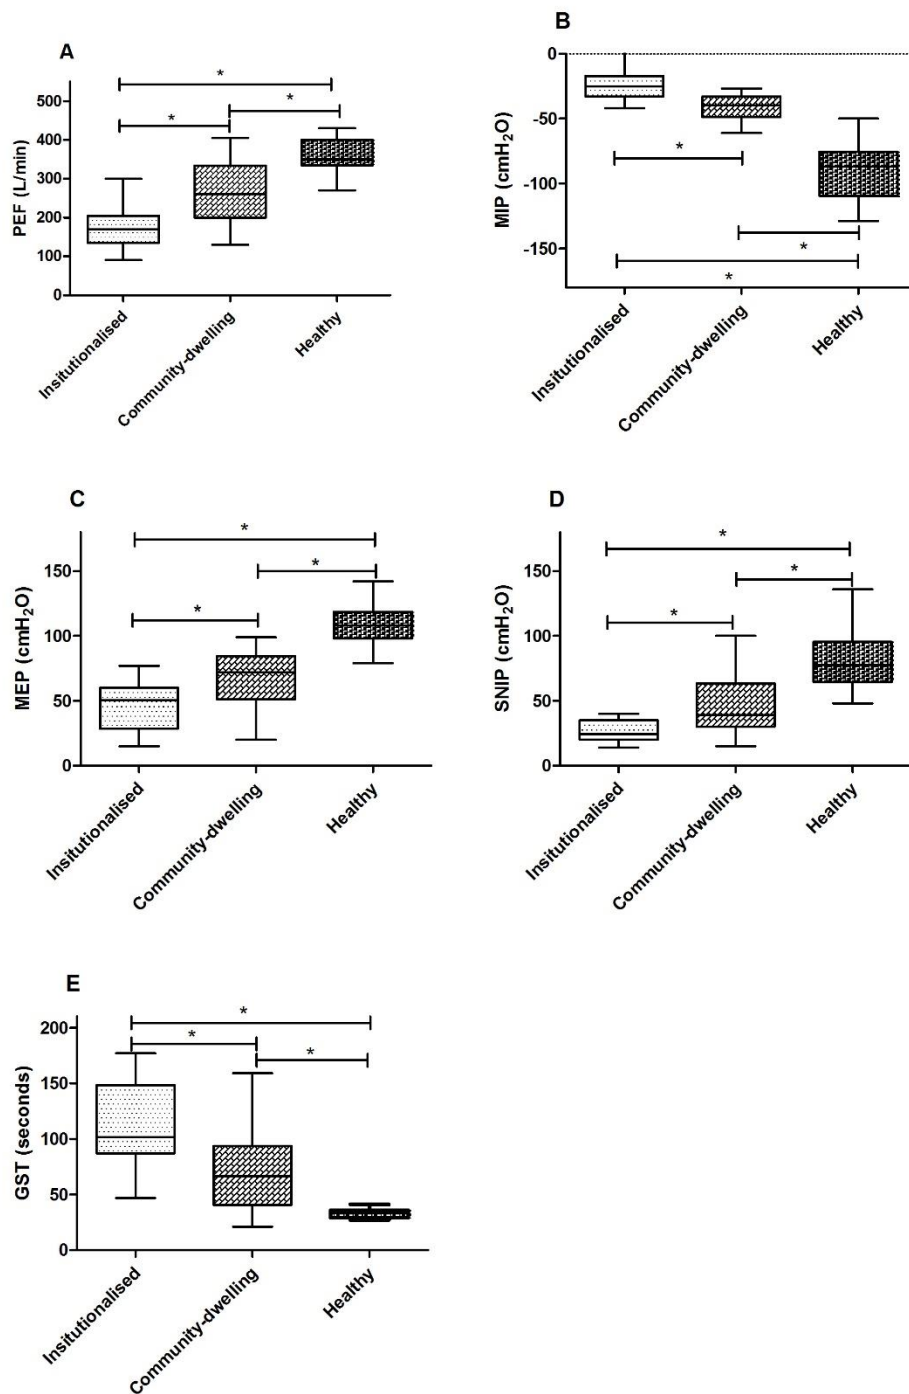 A
PEF (L/min)
500
400
300
200
100
0
*
*
*
Insitutionalised
Community-dwelling
Healthy
B
MIP (cmH₂O)
0
-50
-100
-150
*
*
*
Insitutionalised
Community-dwelling
Healthy
C
MEP (cmH₂O)
150
100
50
0
*
*
*
Insitutionalised
Community-dwelling
Healthy
D
SNIP (cmH₂O)
150
100
50
0
*
*
*
Insitutionalised
Community-dwelling
Healthy
E
GST (seconds)
200
150
100
50
0
*
*
*
Insitutionalised
Community-dwelling
Healthy